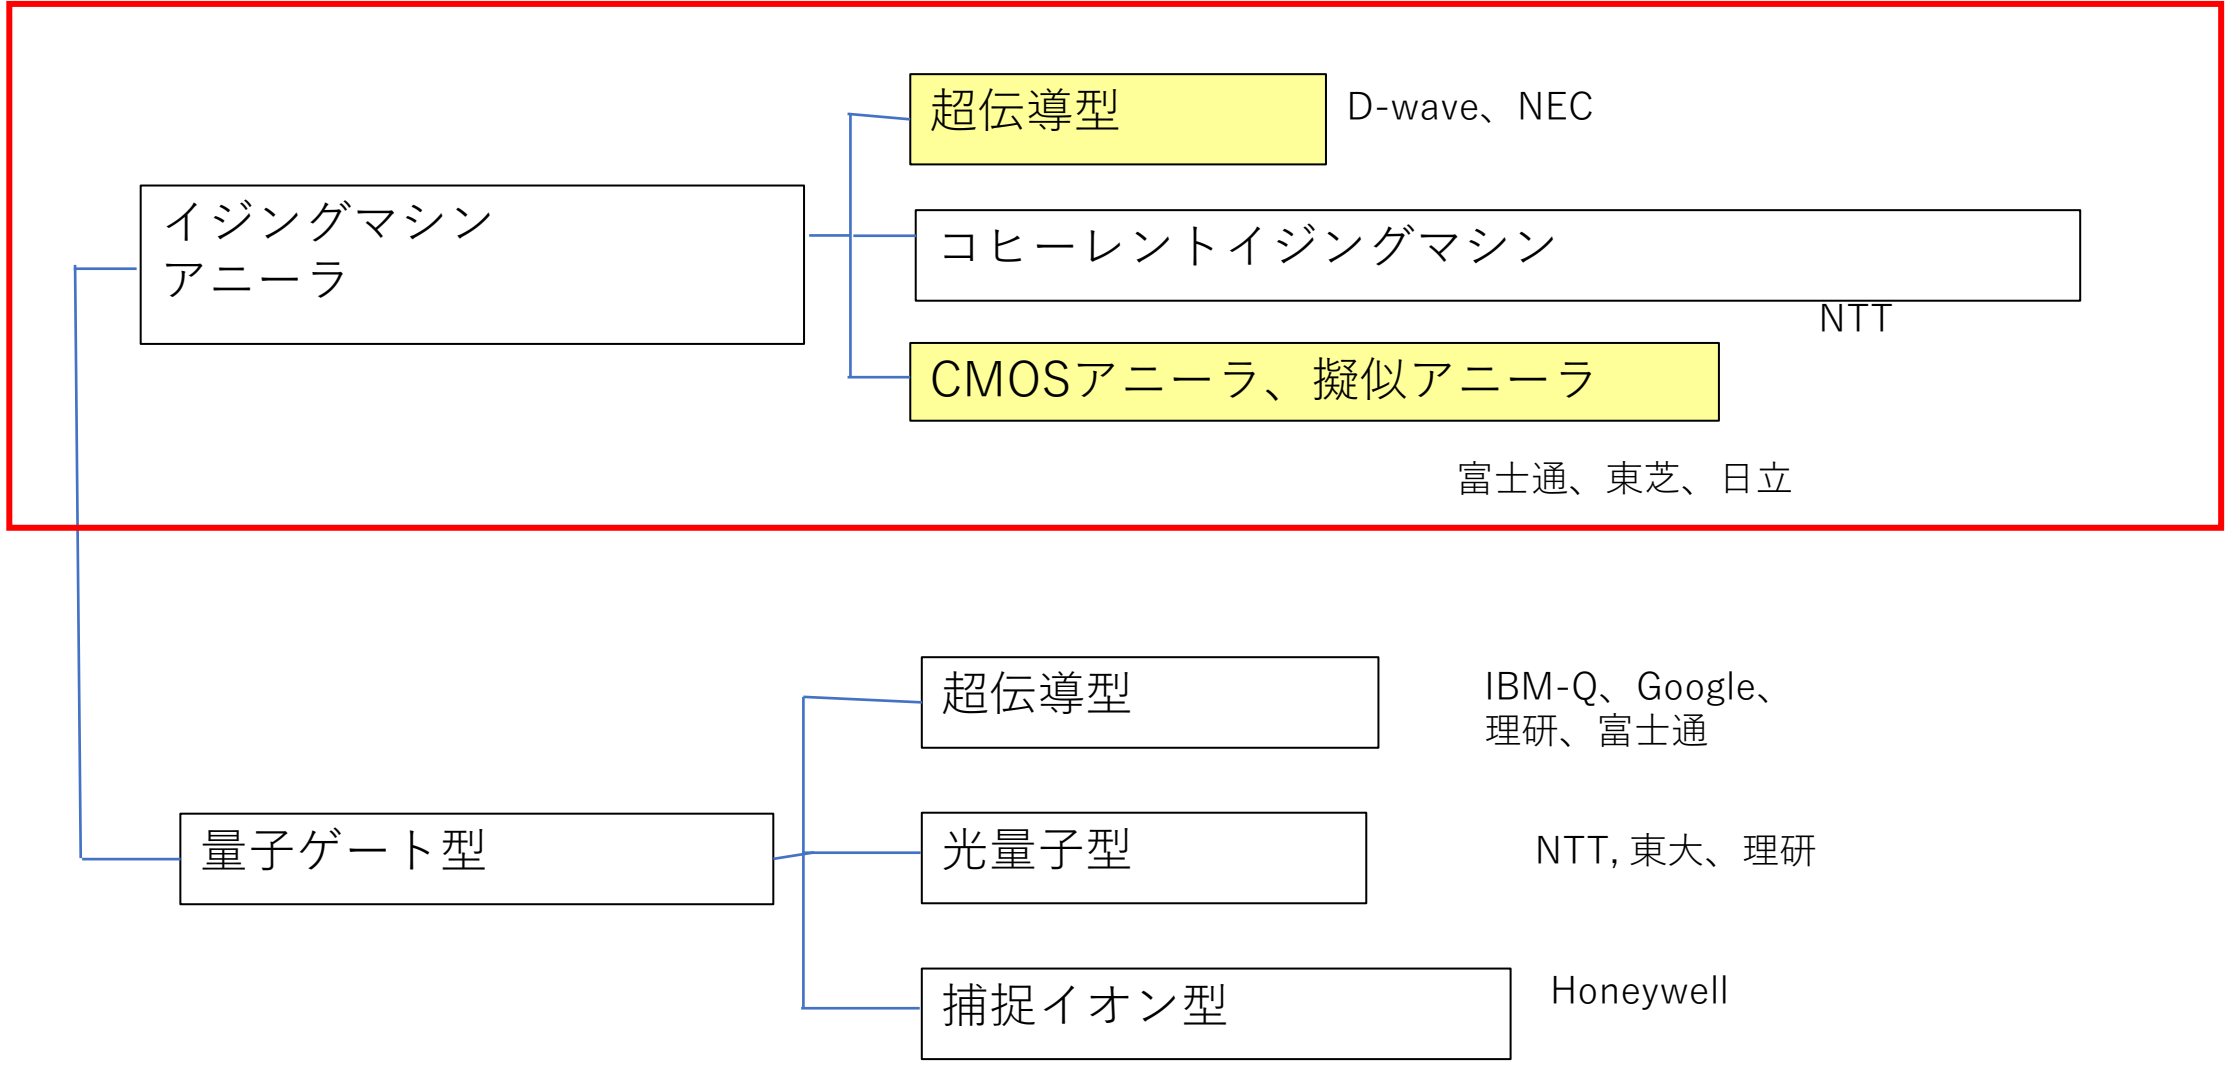 超伝導型
D-wave、NEC
イジングマシン
アニーラ
コヒーレントイジングマシン
NTT
CMOSアニーラ、擬似アニーラ
富士通、東芝、日立
超伝導型
IBM-Q、Google、
理研、富士通
量子ゲート型
光量子型
NTT, 東大、理研
捕捉イオン型
Honeywell